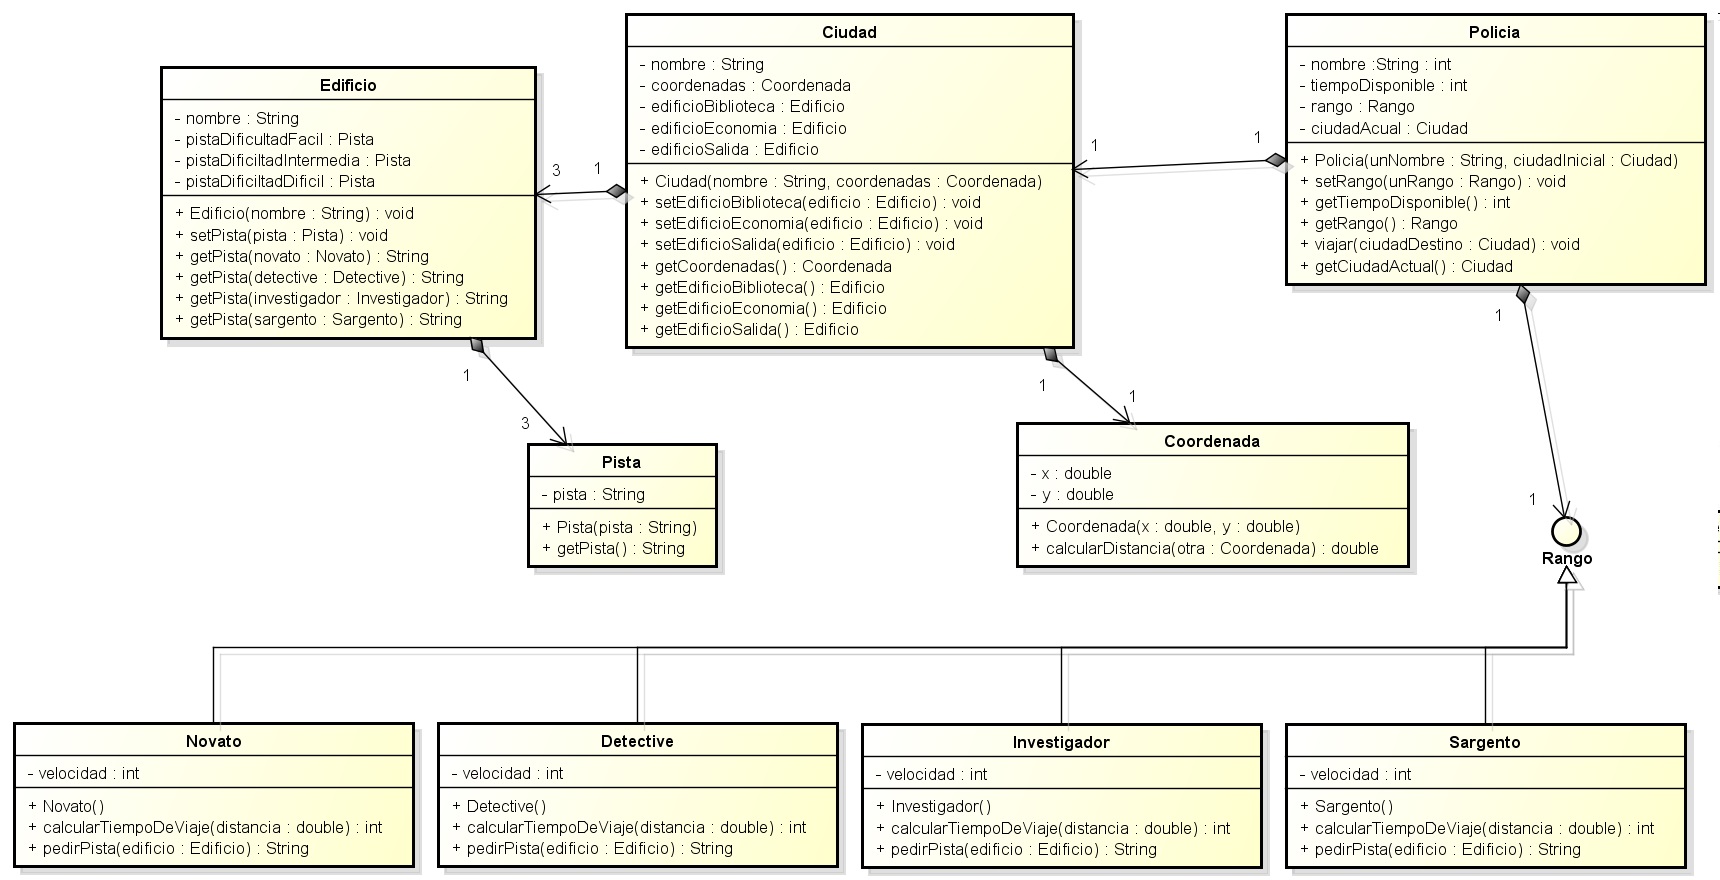 Edificio
- nombre : String
- pistaDificultadFacil : Pista
- pistaDificiltadIntermedia : Pista
- pistaDificiltadDificil : Pista
+ Edificio(nombre : String) : void
+ setPista(pista : Pista) : void
+ getPista(novato : Novato) : String
+ getPista(detective : Detective) : String
+ getPista(investigador : Investigador) : String
+ getPista(sargento : Sargento) : String
3
1
Ciudad
- nombre : String
- coordenadas : Coordenada
- edificioBiblioteca : Edificio
- edificioEconomia : Edificio
- edificioSalida : Edificio
+ Ciudad(nombre : String, coordenadas : Coordenada)
+ setEdificioBiblioteca(edificio : Edificio) : void
+ setEdificioEconomia(edificio : Edificio) : void
+ setEdificioSalida(edificio : Edificio) : void
+ getCoordenadas() : Coordenada
+ getEdificioBiblioteca() : Edificio
+ getEdificioEconomia() : Edificio
+ getEdificioSalida() : Edificio
1
1
Policia
- nombre :String : int
- tiempoDisponible : int
- rango : Rango
- ciudadAcual : Ciudad
+ Policia(unNombre : String, ciudadInicial : Ciudad)
+ setRango(unRango : Rango) : void
+ getTiempoDisponible() : int
+ getRango() : Rango
+ viajar(ciudadDestino : Ciudad) : void
+ getCiudadActual() : Ciudad
1
3
Pista
- pista : String
+ Pista(pista : String)
+ getPista() : String
1
1
Coordenada
- x : double
- y : double
+ Coordenada(x : double, y : double)
+ calcularDistancia(otra : Coordenada) : double
1
1
Rango
Novato
- velocidad : int
+ Novato()
+ calcularTiempoDeViaje(distancia : double) : int
+ pedirPista(edificio : Edificio) : String
Detective
- velocidad : int
+ Detective()
+ calcularTiempoDeViaje(distancia : double) : int
+ pedirPista(edificio : Edificio) : String
Investigador
- velocidad : int
+ Investigador()
+ calcularTiempoDeViaje(distancia : double) : int
+ pedirPista(edificio : Edificio) : String
Sargento
- velocidad : int
+ Sargento()
+ calcularTiempoDeViaje(distancia : double) : int
+ pedirPista(edificio : Edificio) : String